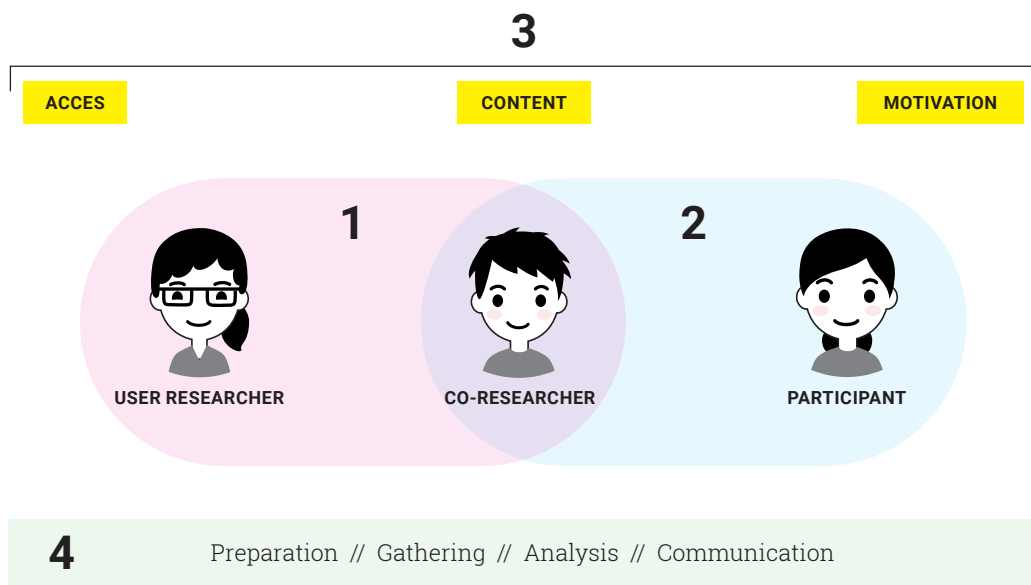 3
ACCES CONTENT MOTIVATION
1 2
USER RESEARCHER CO-RESEARCHER PARTICIPANT
4 Preparation // Gathering // Analysis // Communication